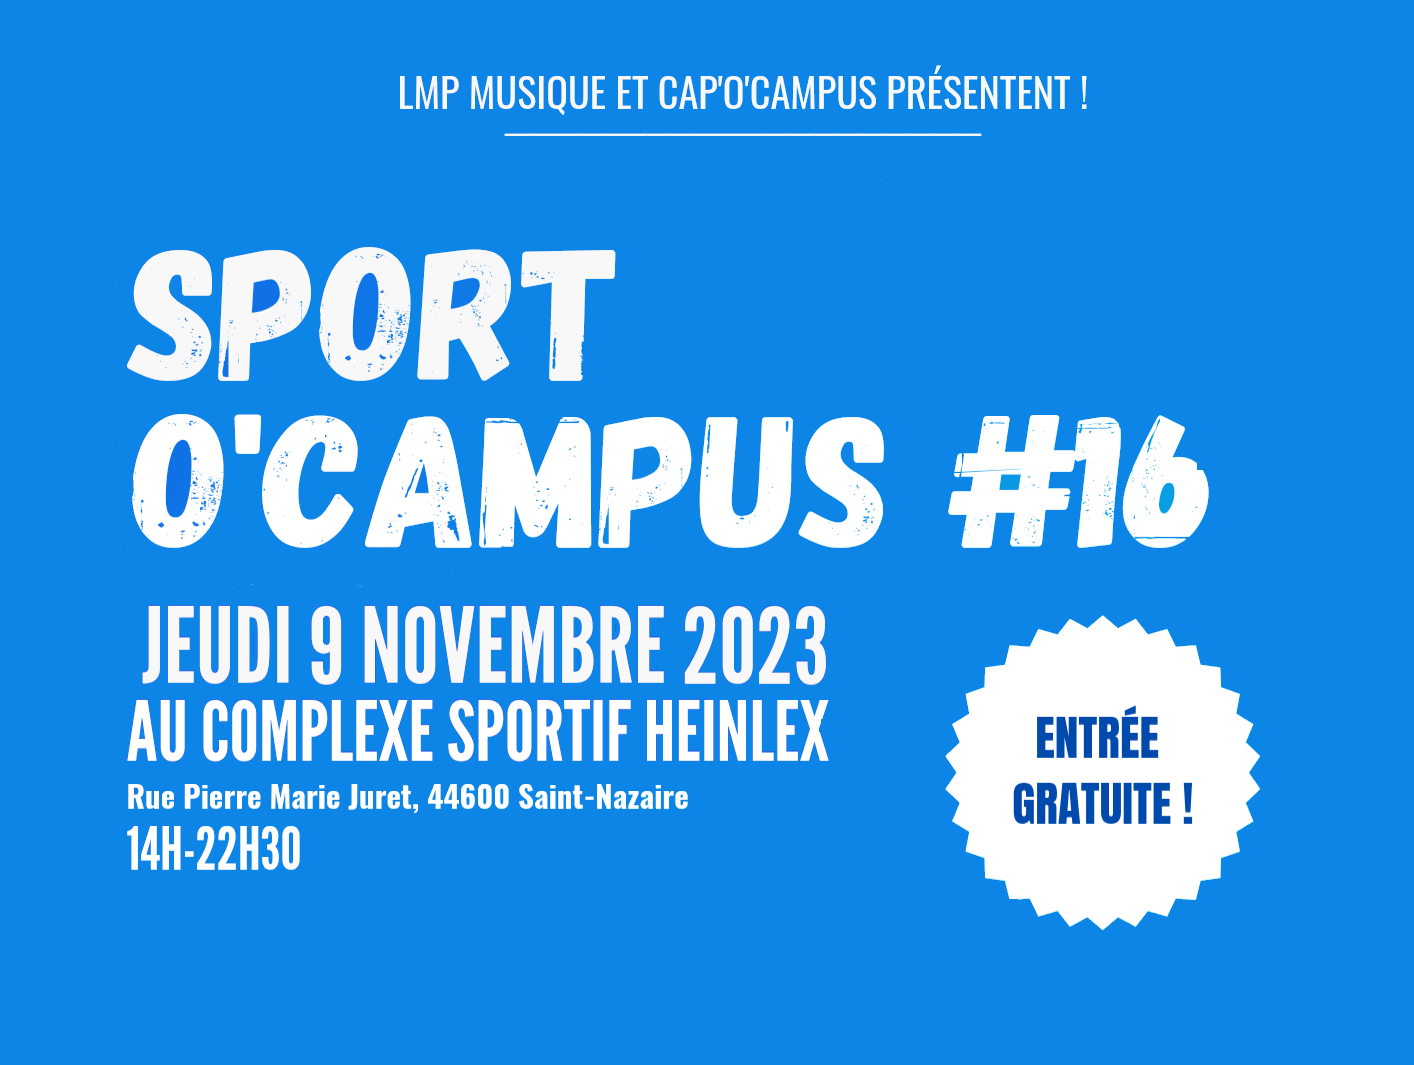 LMP MUSIQUE ET CAP'O'CAMPUS PRÉSENTENT !
SPORT
O'CAMPUS #16
JEUDI 9 NOVEMBRE 2023
AU COMPLEXE SPORTIF HEINLEX
Rue Pierre Marie Juret, 44600 Saint-Nazaire
14H-22H30
ENTRÉE
GRATUITE !